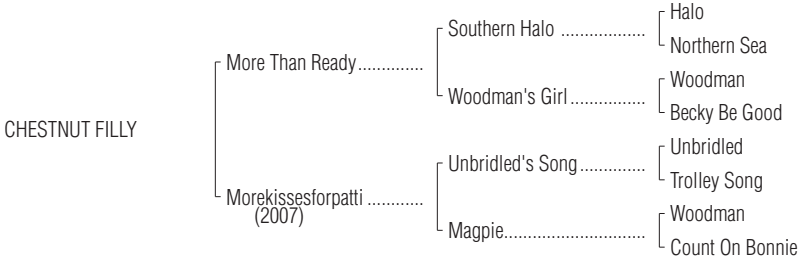 Halo
Southern Halo ...................
Northern Sea
More Than Ready..............
Woodman
Woodman's Girl ................
Becky Be Good
CHESTNUT FILLY
Unbridled
Unbridled's Song ..............
Trolley Song
Morekissesforpatti ............
(2007)
Woodman
Magpie................................
Count On Bonnie